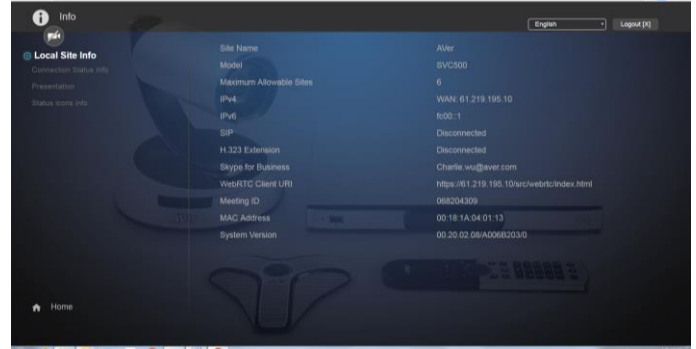 Info
English
Logout [X]
Local Site Info
Connection Status Info
Presentation
Status icons info
Site Name AVer
Model SVC500
Maximum Allowable Sites 6
IPv4 WAN: 61.219.195.10
IPv6 fc00::1
SIP Disconnected
H.323 Extension Disconnected
Skype for Business Charlie.wu@aver.com
WebRTC Client URI https://61.219.195.10/src/webrtc/index.html
Meeting ID 068204309
MAC Address 00:18:1A:04:01:13
System Version 00.20.02.08/A006B203/0
Home